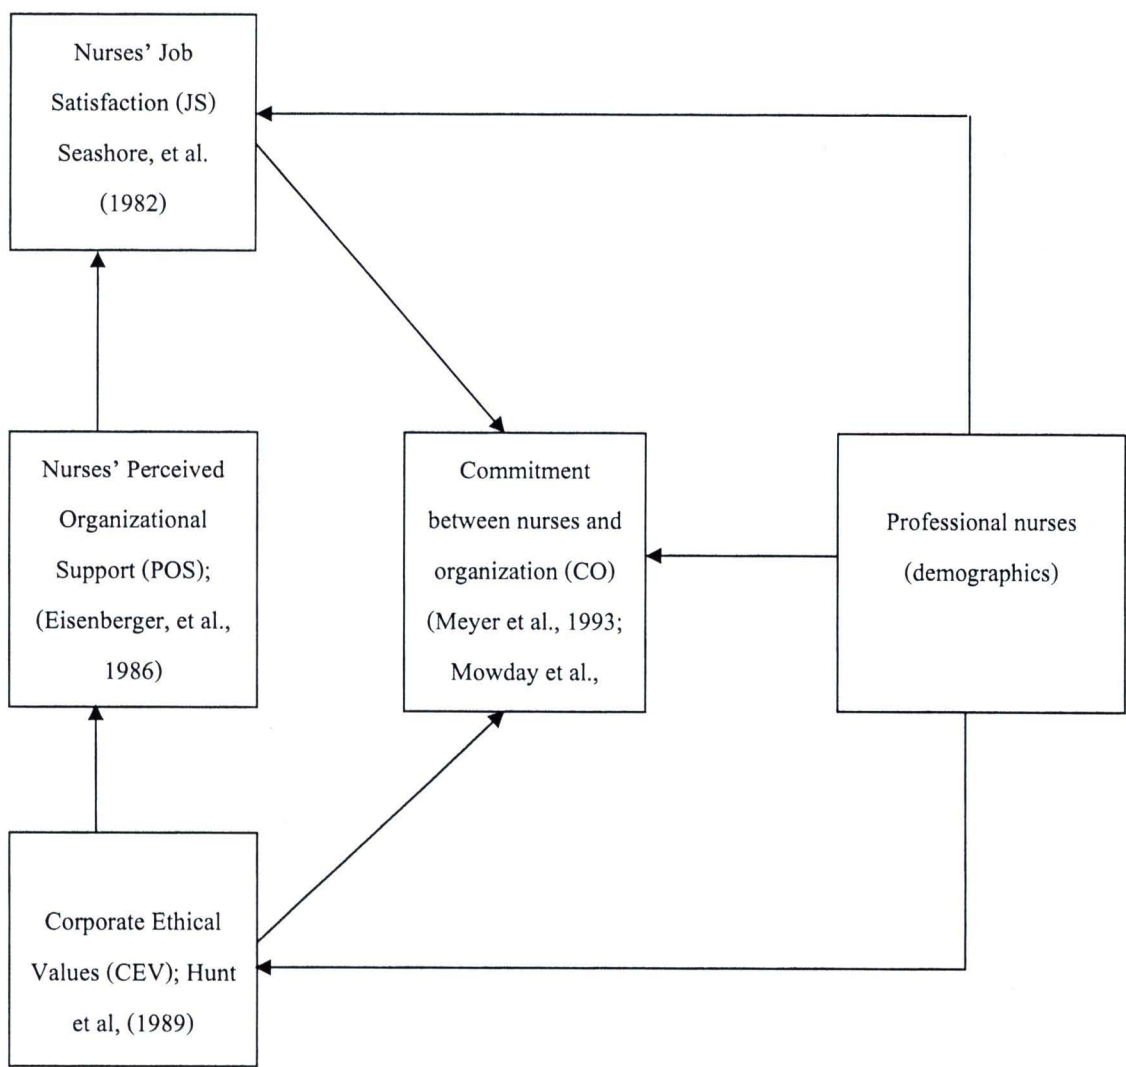 Nurses’ Job
Satisfaction (JS)
Seashore, et al.
(1982)
Nurses’ Perceived
Organizational
Support (POS);
(Eisenberger, et al.,
1986)
Commitment
between nurses and
organization (CO)
(Meyer et al., 1993;
Mowday et al.,
Professional nurses
(demographics)
Corporate Ethical
Values (CEV); Hunt
et al, (1989)